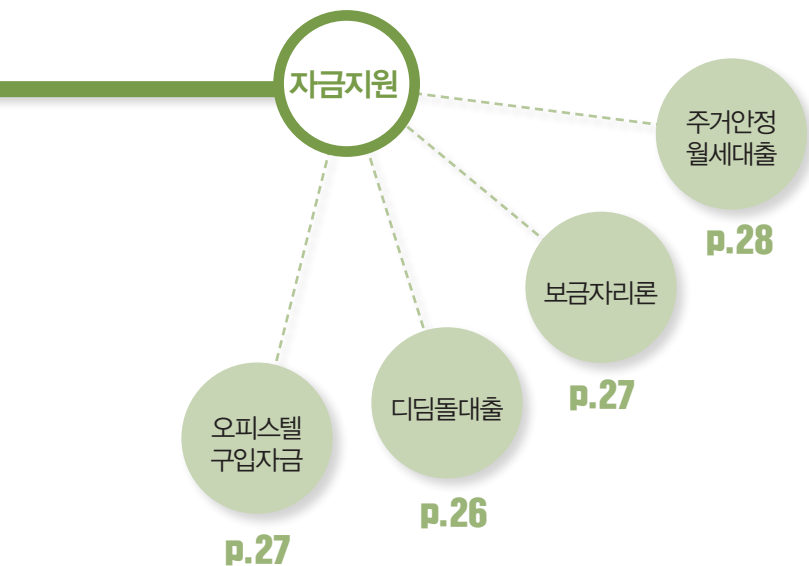 자금지원
주거안정
월세대출
p.28
보금자리론
p.27
디딤돌대출
p.26
오피스텔
구입자금
p.27